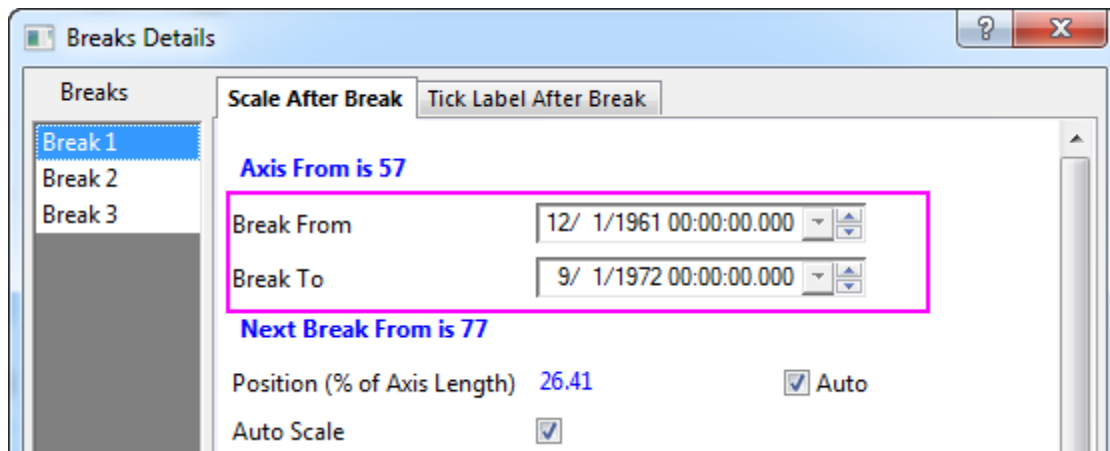 Breaks Details
Breaks
Scale After Break
Tick Label After Break
Break 1
Break 2
Break 3
Axis From is 57
Break From
12/ 1/1961 00:00:00.000
Break To
9/ 1/1972 00:00:00.000
Next Break From is 77
Position (% of Axis Length)
26.41
Auto
Auto Scale